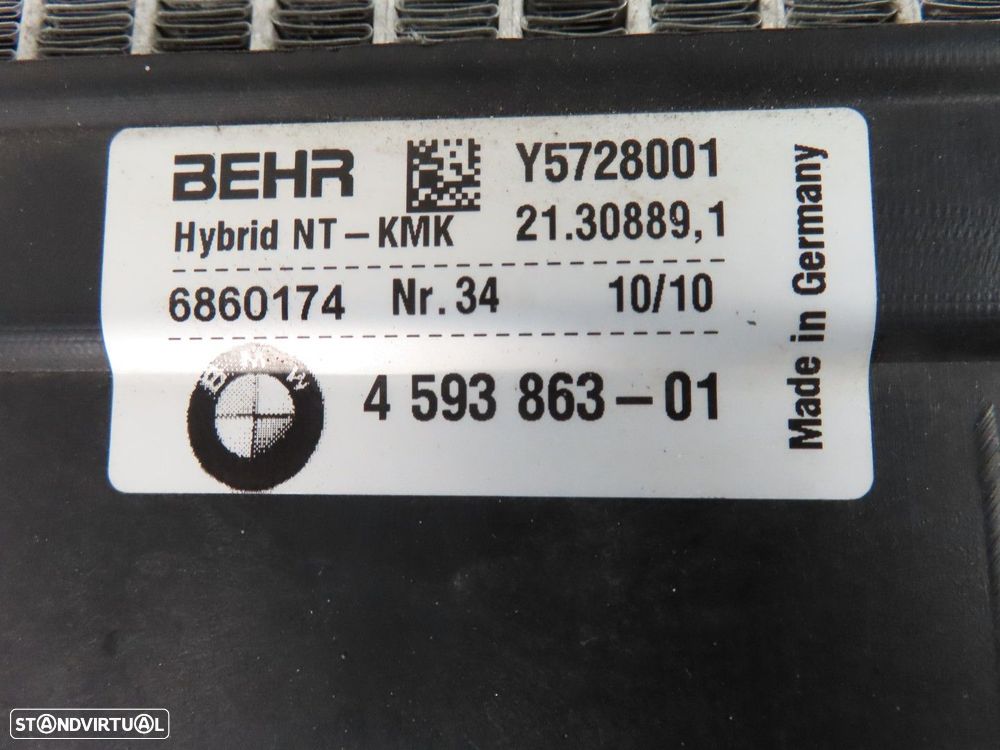 BEHR Y5728001
Hybrid NT-KMK 21.30889,1
6860174 Nr.34 10/10
BMW 4 593 863-01
Made in Germany
STANDVIRTUAL